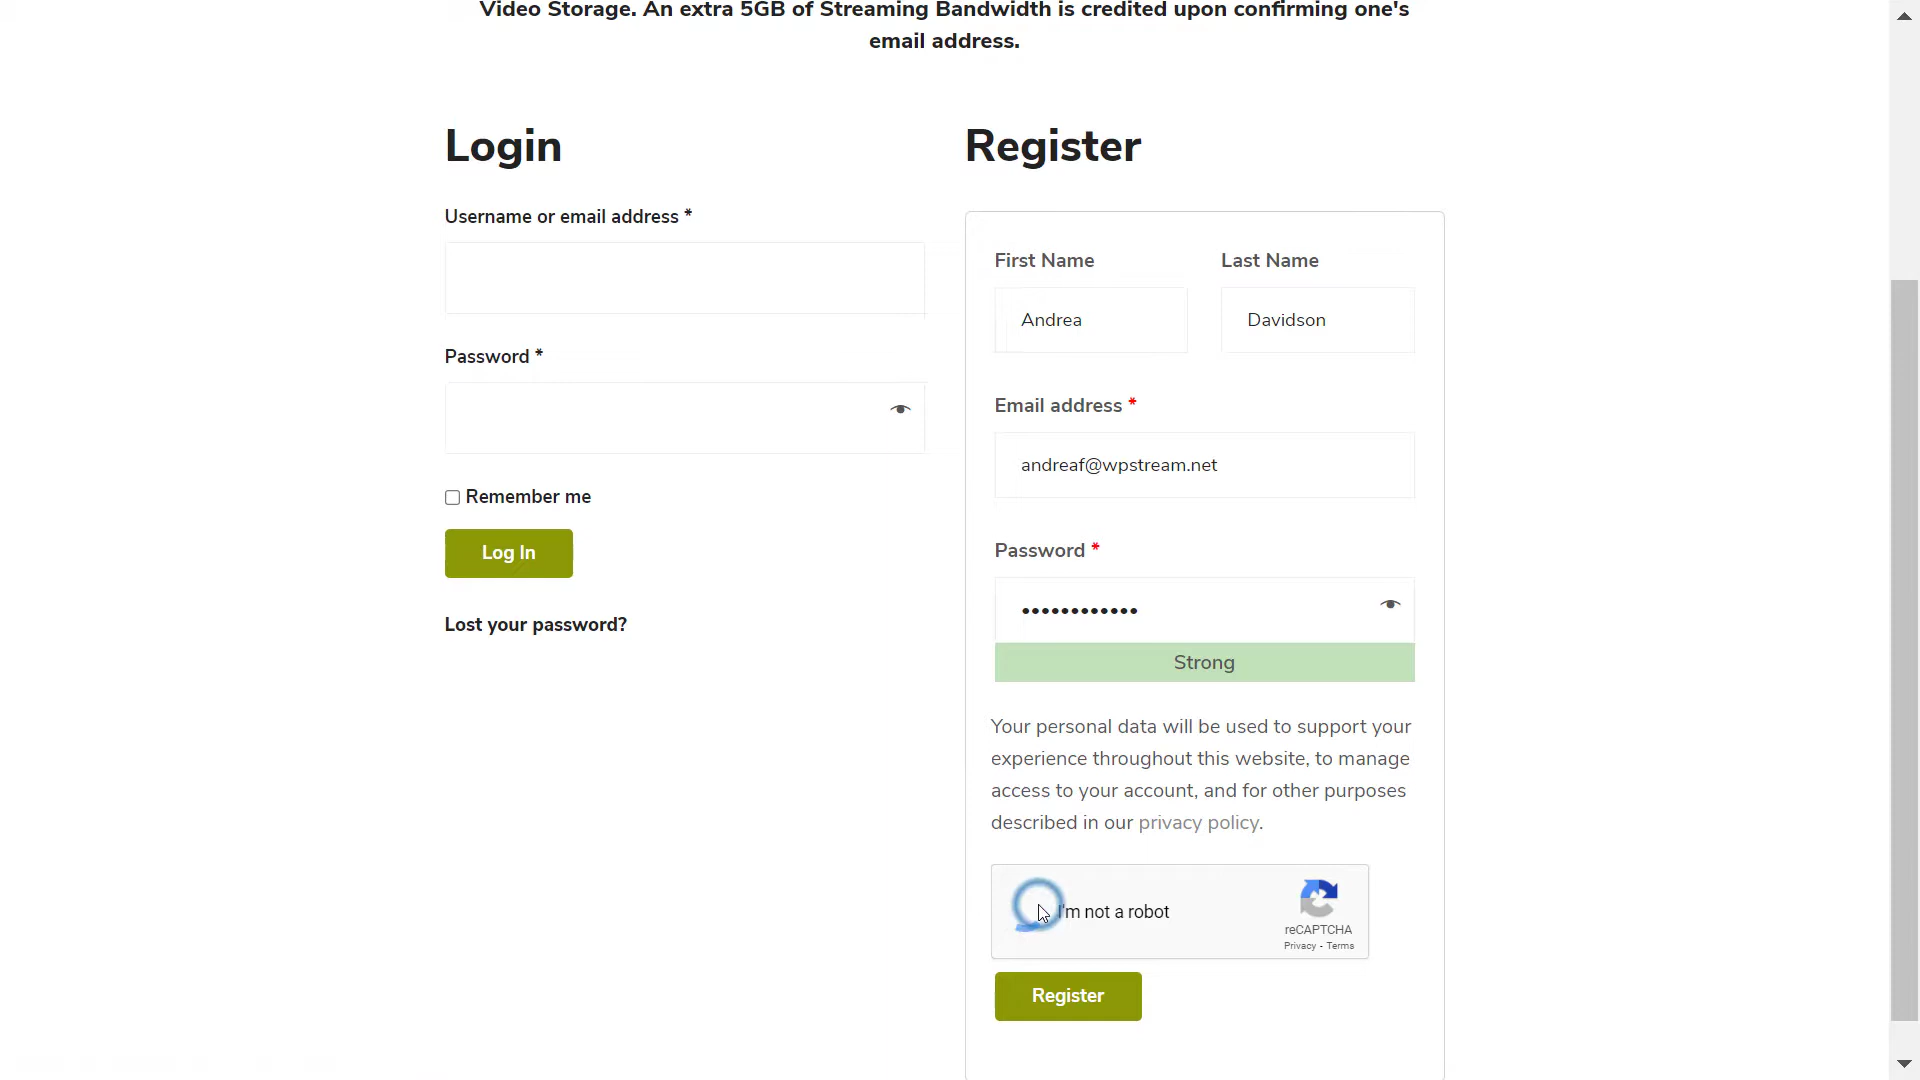 Video Storage. An extra 5GB of Streaming Bandwidth is credited upon confirming one's
email address.
Login
Username or email address *
Password *
Remember me
Log In
Lost your password?
Register
First Name
Last Name
Andrea
Davidson
Email address *
andreaf@wpstream.net
Password *
••••••••••••
Strong
Your personal data will be used to support your
experience throughout this website, to manage
access to your account, and for other purposes
described in our privacy policy.
I'm not a robot
reCAPTCHA
Privacy - Terms
Register